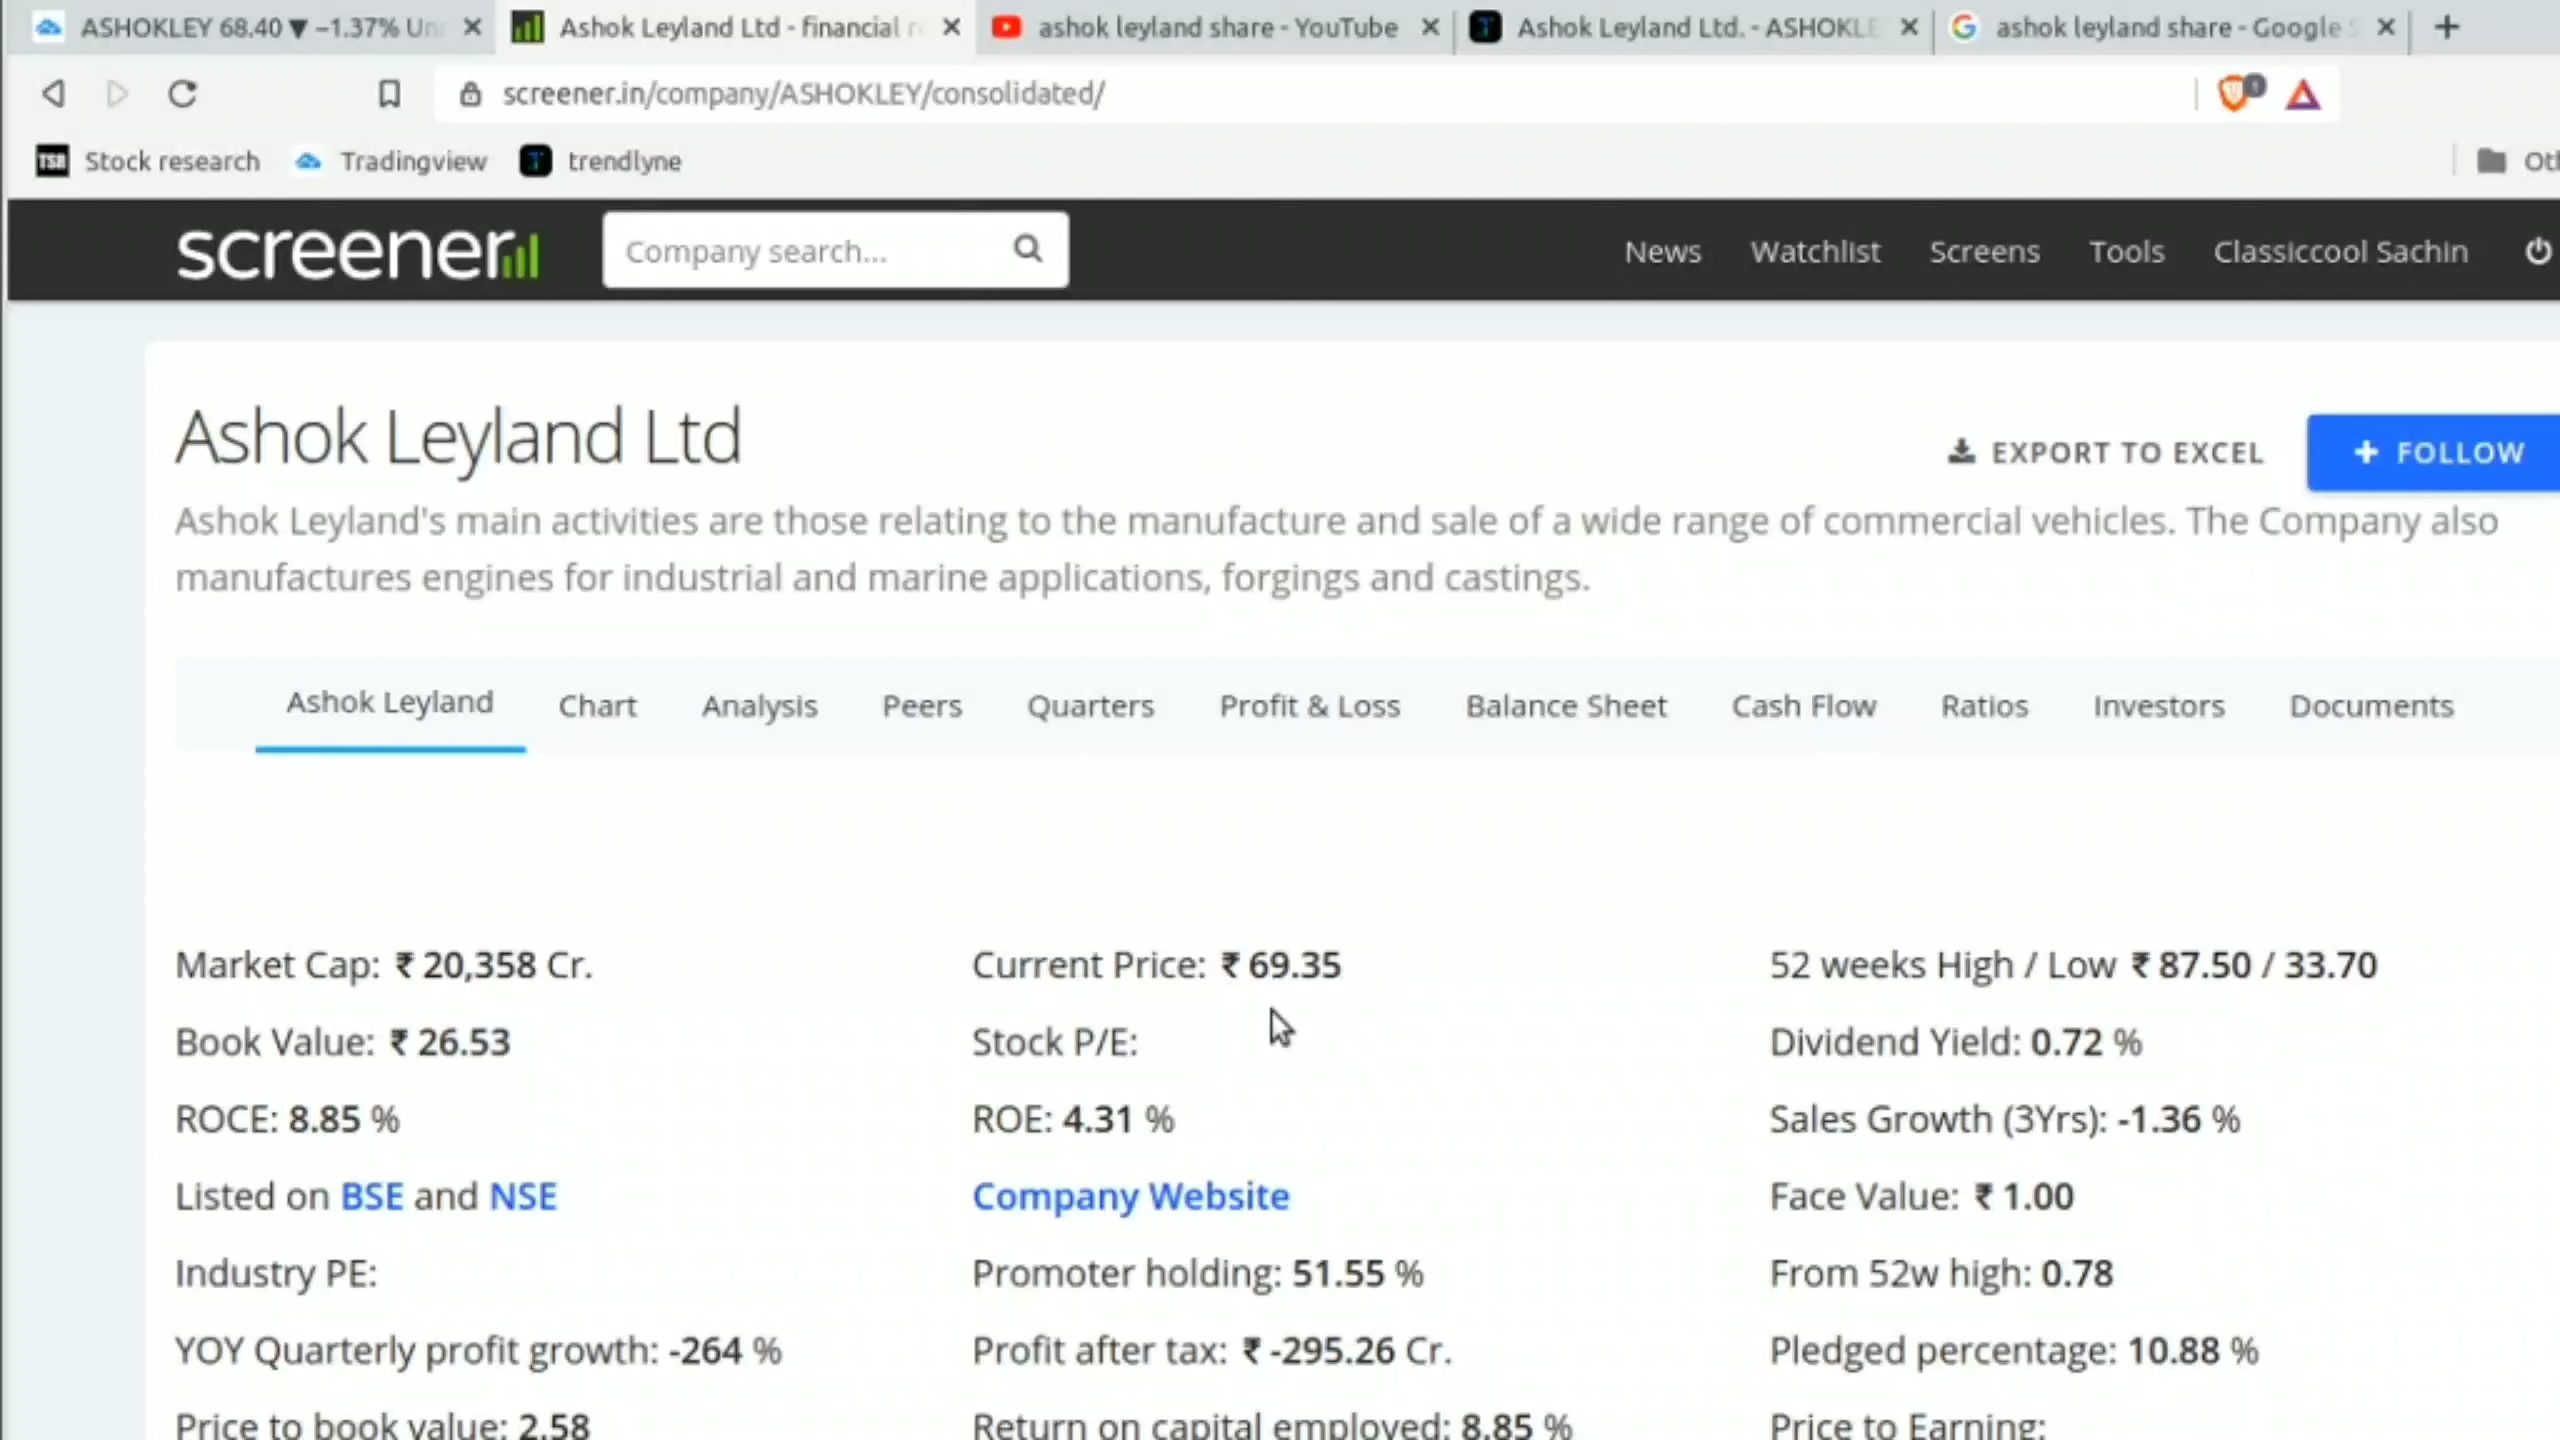 ASHOKLEY 68.40 ▼ −1.37% Un
Ashok Leyland Ltd - financial r
ashok leyland share - YouTube
Ashok Leyland Ltd. - ASHOKLE
ashok leyland share - Google S
screener.in/company/ASHOKLEY/consolidated/
1
TSR Stock research
Tradingview
trendlyne
Oth
screener
Company search...
News Watchlist Screens Tools Classiccool Sachin
Ashok Leyland Ltd
EXPORT TO EXCEL
+ FOLLOW
Ashok Leyland's main activities are those relating to the manufacture and sale of a wide range of commercial vehicles. The Company also
manufactures engines for industrial and marine applications, forgings and castings.
Ashok Leyland Chart Analysis Peers Quarters Profit & Loss Balance Sheet Cash Flow Ratios Investors Documents
Market Cap: ₹ 20,358 Cr. Current Price: ₹ 69.35 52 weeks High / Low ₹ 87.50 / 33.70
Book Value: ₹ 26.53 Stock P/E: Dividend Yield: 0.72 %
ROCE: 8.85 % ROE: 4.31 % Sales Growth (3Yrs): -1.36 %
Listed on BSE and NSE Company Website Face Value: ₹ 1.00
Industry PE: Promoter holding: 51.55 % From 52w high: 0.78
YOY Quarterly profit growth: -264 % Profit after tax: ₹ -295.26 Cr. Pledged percentage: 10.88 %
Price to book value: 2.58 Return on capital employed: 8.85 % Price to Earning: